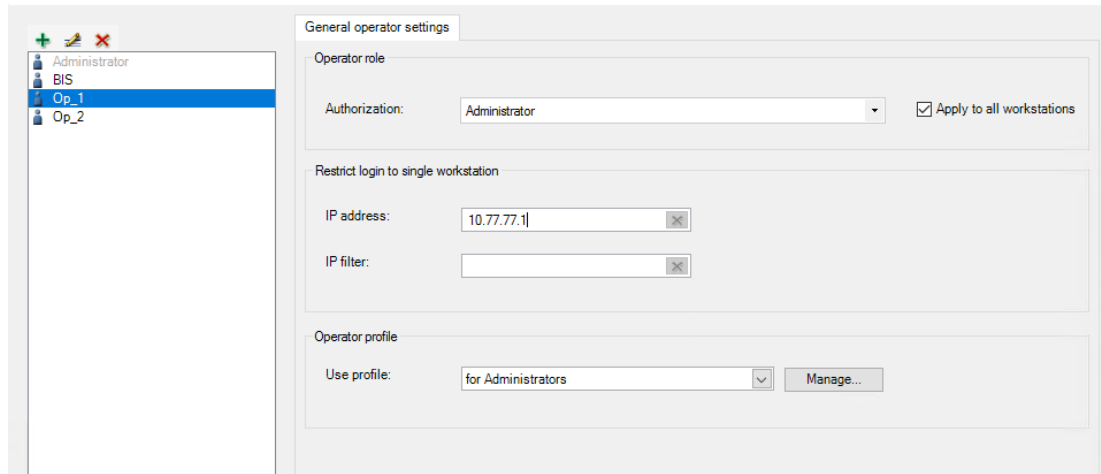 General operator settings
Administrator
BIS
Op_1
Op_2
Operator role
Authorization:
Administrator
Apply to all workstations
Restrict login to single workstation
IP address:
10.77.77.1
IP filter:
Operator profile
Use profile:
for Administrators
Manage...